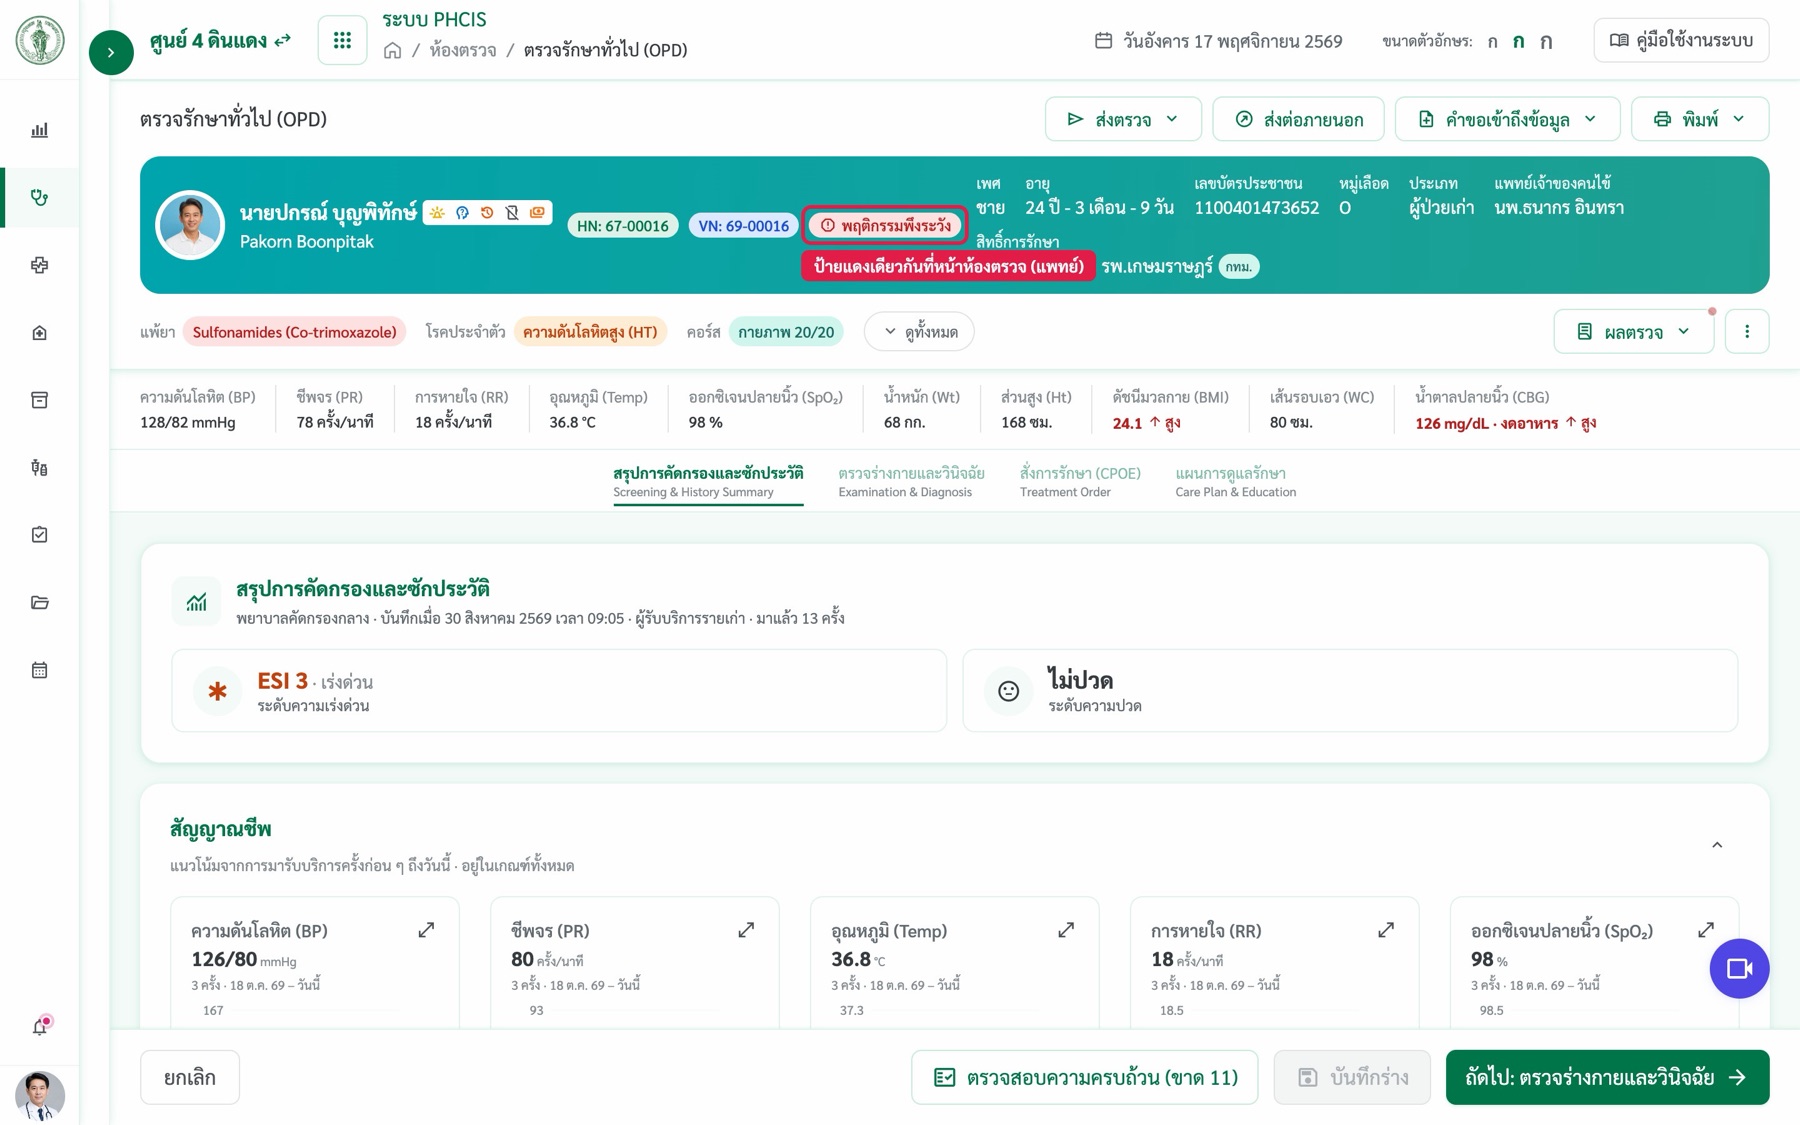 ศูนย์ 4 ดินแดง
ระบบ PHCIS
/ ห้องตรวจ / ตรวจรักษาทั่วไป (OPD)
วันอังคาร 17 พฤศจิกายน 2569
ขนาดตัวอักษร: ก ก ก
คู่มือใช้งานระบบ
ตรวจรักษาทั่วไป (OPD)
ส่งตรวจ
ส่งต่อภายนอก
คำขอเข้าถึงข้อมูล
พิมพ์
นายปกรณ์ บุญพิทักษ์
Pakorn Boonpitak
HN: 67-00016
VN: 69-00016
พฤติกรรมพึงระวัง
เพศ
ชาย
อายุ
24 ปี - 3 เดือน - 9 วัน
เลขบัตรประชาชน
1100401473652
หมู่เลือด
O
ประเภท
ผู้ป่วยเก่า
แพทย์เจ้าของคนไข้
นพ.ธนากร อินทรา
สิทธิ์การรักษา
ป้ายแดงเดียวกันที่หน้าห้องตรวจ (แพทย์)
รพ.เกษมราษฎร์ กทม.
แพ้ยา Sulfonamides (Co-trimoxazole)
โรคประจำตัว ความดันโลหิตสูง (HT)
คอร์ส กายภาพ 20/20
ดูทั้งหมด
ผลตรวจ
ความดันโลหิต (BP)
128/82 mmHg
ชีพจร (PR)
78 ครั้ง/นาที
การหายใจ (RR)
18 ครั้ง/นาที
อุณหภูมิ (Temp)
36.8 °C
ออกซิเจนปลายนิ้ว (SpO₂)
98 %
น้ำหนัก (Wt)
68 กก.
ส่วนสูง (Ht)
168 ซม.
ดัชนีมวลกาย (BMI)
24.1 ↑ สูง
เส้นรอบเอว (WC)
80 ซม.
น้ำตาลปลายนิ้ว (CBG)
126 mg/dL · งดอาหาร ↑ สูง
สรุปการคัดกรองและซักประวัติ
Screening & History Summary
ตรวจร่างกายและวินิจฉัย
Examination & Diagnosis
สั่งการรักษา (CPOE)
Treatment Order
แผนการดูแลรักษา
Care Plan & Education
สรุปการคัดกรองและซักประวัติ
พยาบาลคัดกรองกลาง · บันทึกเมื่อ 30 สิงหาคม 2569 เวลา 09:05 · ผู้รับบริการรายเก่า · มาแล้ว 13 ครั้ง
ESI 3 · เร่งด่วน
ระดับความเร่งด่วน
ไม่ปวด
ระดับความปวด
สัญญาณชีพ
แนวโน้มจากการมารับบริการครั้งก่อน ๆ ถึงวันนี้ · อยู่ในเกณฑ์ทั้งหมด
ความดันโลหิต (BP)
126/80 mmHg
3 ครั้ง · 18 ต.ค. 69 – วันนี้
167
ชีพจร (PR)
80 ครั้ง/นาที
3 ครั้ง · 18 ต.ค. 69 – วันนี้
93
อุณหภูมิ (Temp)
36.8 °C
3 ครั้ง · 18 ต.ค. 69 – วันนี้
37.3
การหายใจ (RR)
18 ครั้ง/นาที
3 ครั้ง · 18 ต.ค. 69 – วันนี้
18.5
ออกซิเจนปลายนิ้ว (SpO₂)
98 %
3 ครั้ง · 18 ต.ค. 69 – วันนี้
98.5
ยกเลิก
ตรวจสอบความครบถ้วน (ขาด 11)
บันทึกร่าง
ถัดไป: ตรวจร่างกายและวินิจฉัย